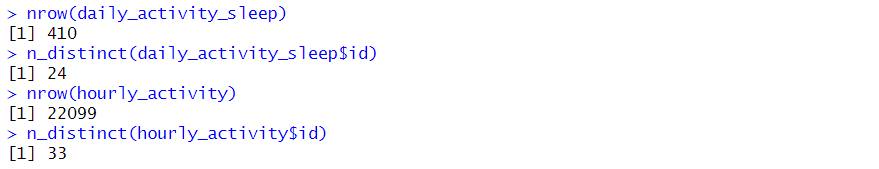 > nrow(daily_activity_sleep)
[1] 410
> n_distinct(daily_activity_sleep$id)
[1] 24
> nrow(hourly_activity)
[1] 22099
> n_distinct(hourly_activity$id)
[1] 33